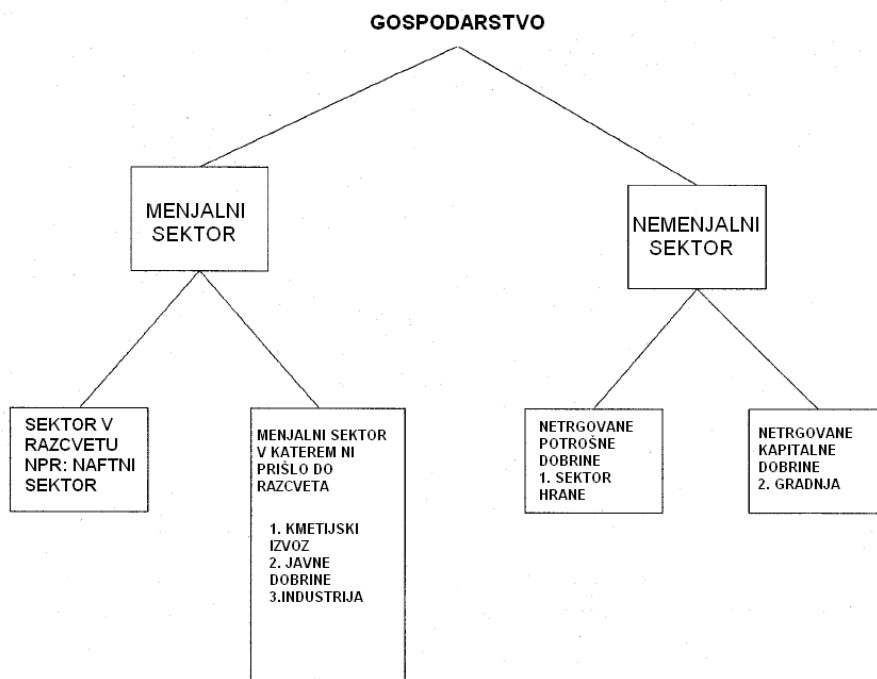 GOSPODARSTVO
MENJALNI
SEKTOR
NEMENJALNI
SEKTOR
SEKTOR V
RAZCVETU
NPR: NAFTNI
SEKTOR
MENJALNI SEKTOR
V KATEREM NI
PRIŠLO DO
RAZCVETA
1. KMETIJSKI
IZVOZ
2. JAVNE
DOBRINE
3.INDUSTRIJA
NETRGOVANE
POTROŠNE
DOBRINE
1. SEKTOR
HRANE
NETRGOVANE
KAPITALNE
DOBRINE
2. GRADNJA